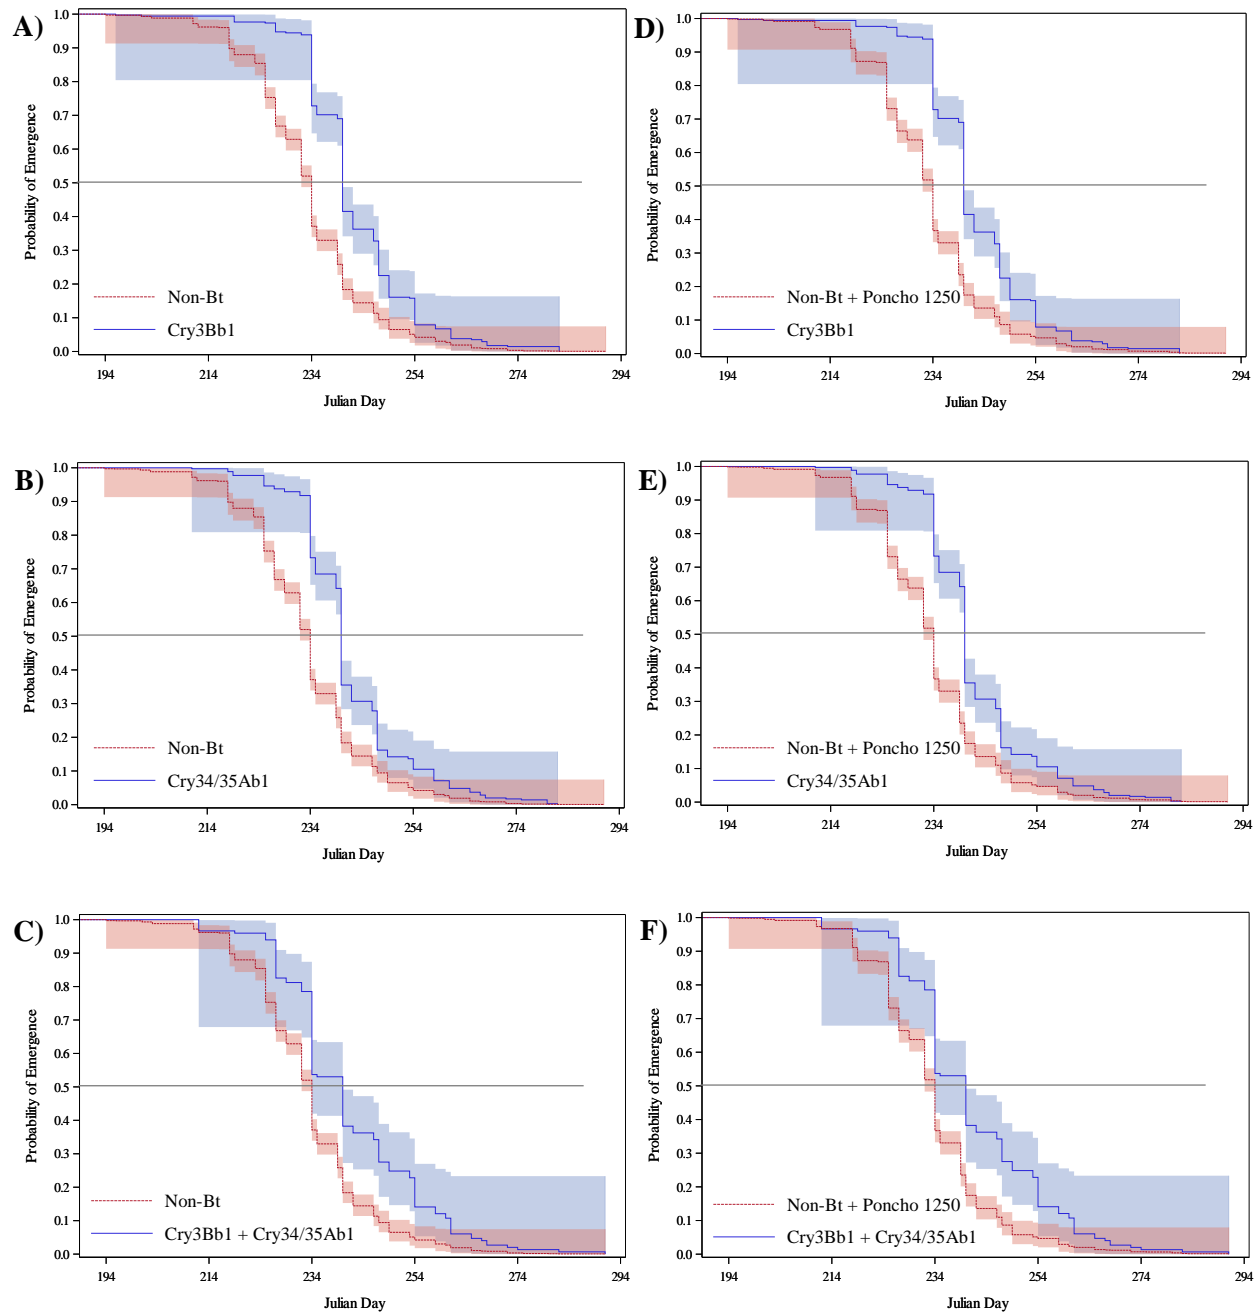 A)
Probability of Emergence
1.0
0.9
0.8
0.7
0.6
0.5
0.4
0.3
0.2
0.1
0.0
Non-Bt
Cry3Bb1
194 214 234 254 274 294
Julian Day
D)
Probability of Emergence
1.0
0.9
0.8
0.7
0.6
0.5
0.4
0.3
0.2
0.1
0.0
Non-Bt + Poncho 1250
Cry3Bb1
194 214 234 254 274 294
Julian Day
B)
Probability of Emergence
1.0
0.9
0.8
0.7
0.6
0.5
0.4
0.3
0.2
0.1
0.0
Non-Bt
Cry34/35Ab1
194 214 234 254 274 294
Julian Day
E)
Probability of Emergence
1.0
0.9
0.8
0.7
0.6
0.5
0.4
0.3
0.2
0.1
0.0
Non-Bt + Poncho 1250
Cry34/35Ab1
194 214 234 254 274 294
Julian Day
C)
Probability of Emergence
1.0
0.9
0.8
0.7
0.6
0.5
0.4
0.3
0.2
0.1
0.0
Non-Bt
Cry3Bb1 + Cry34/35Ab1
194 214 234 254 274 294
Julian Day
F)
Probability of Emergence
1.0
0.9
0.8
0.7
0.6
0.5
0.4
0.3
0.2
0.1
0.0
Non-Bt + Poncho 1250
Cry3Bb1 + Cry34/35Ab1
194 214 234 254 274 294
Julian Day